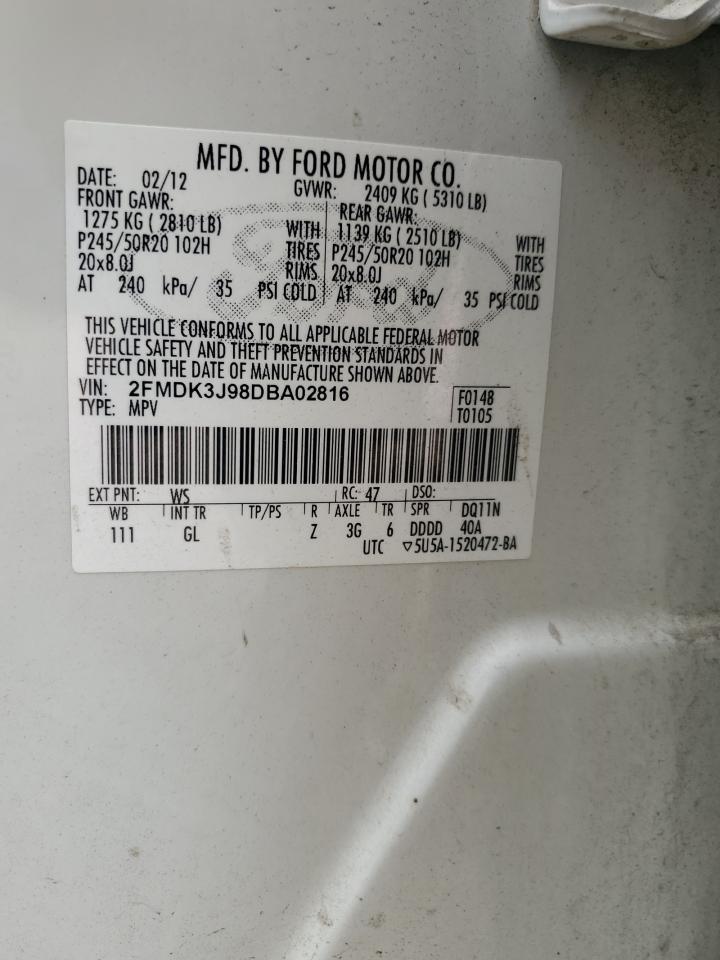 MFD. BY FORD MOTOR CO.
DATE: 02/12 GVWR: 2409 KG ( 5310 LB)
FRONT GAWR: REAR GAWR:
1275 KG ( 2810 LB) WITH 1139 KG ( 2510 LB) WITH
P245/50R20 102H TIRES P245/50R20 102H TIRES
20x8.0J RIMS 20x8.0J RIMS
AT 240 kPa/ 35 PSI COLD AT 240 kPa/ 35 PSI COLD
THIS VEHICLE CONFORMS TO ALL APPLICABLE FEDERAL MOTOR
VEHICLE SAFETY AND THEFT PREVENTION STANDARDS IN
EFFECT ON THE DATE OF MANUFACTURE SHOWN ABOVE.
VIN: 2FMDK3J98DBA02816 F0148
TYPE: MPV T0105
EXT PNT: WS RC: 47 DSO:
WB INT TR TP/PS R AXLE TR SPR DQ11N
111 GL Z 3G 6 DDDD 40A
UTC ▽5U5A-1520472-BA